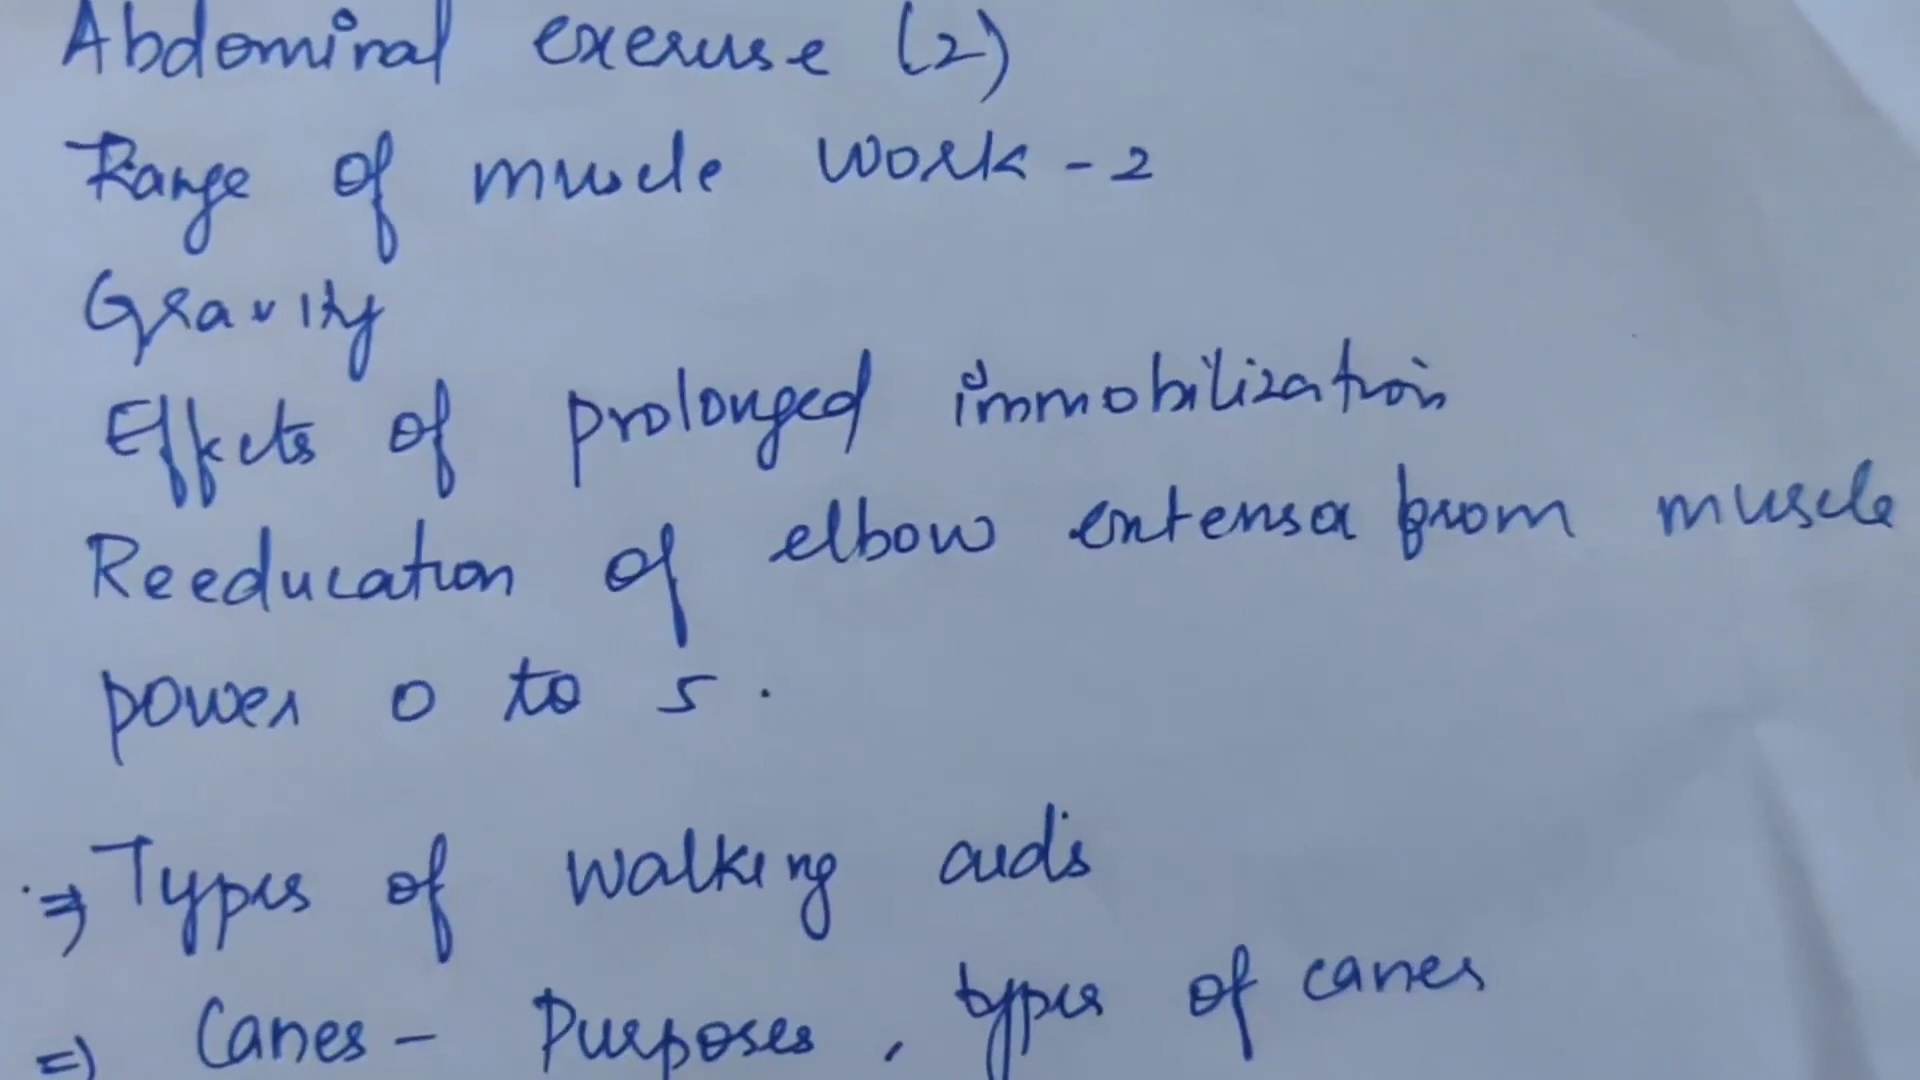 Abdominal exercise (2)
Range of muscle work - 2
Gravity
Effects of prolonged immobilization
Reeducation of elbow extensor from muscle
power 0 to 5 .
⇒ Types of walking aids
⇒ Canes - Purposes , types of canes